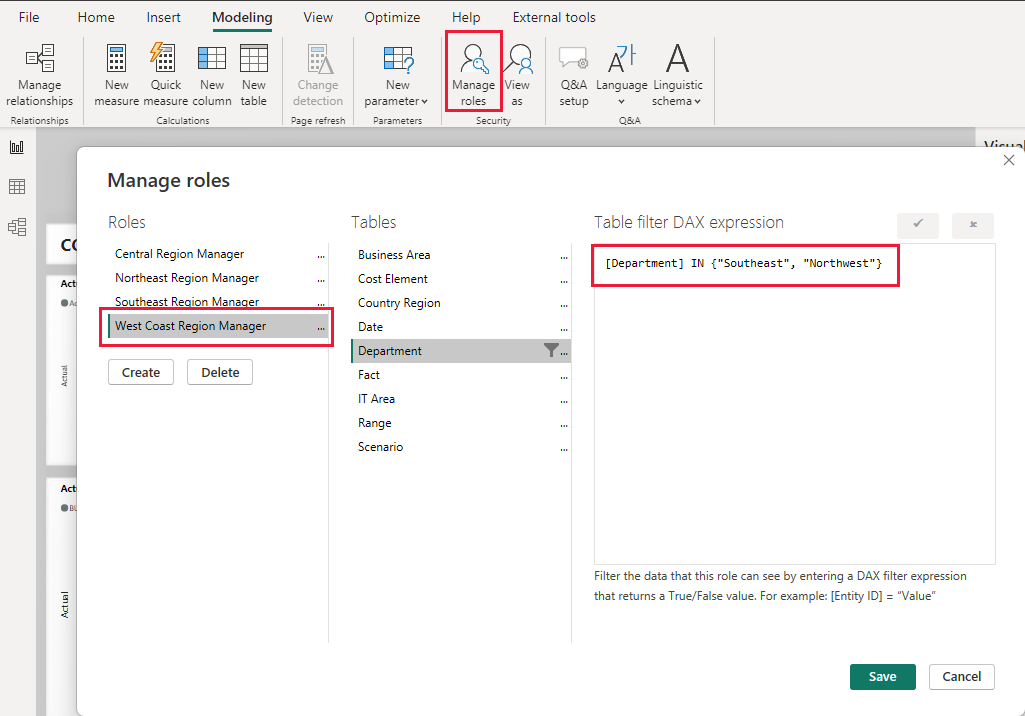 File Home Insert Modeling View Optimize Help External tools
Manage relationships
New measure
Quick measure
New column
New table
Change detection
New parameter
Manage roles
View as
Q&A setup
Language
Linguistic schema
Relationships Calculations Page refresh Parameters Security Q&A
Manage roles
Roles
Central Region Manager ...
Northeast Region Manager ...
Southeast Region Manager ...
West Coast Region Manager ...
Create Delete
Tables
Business Area ...
Cost Element ...
Country Region ...
Date ...
Department ...
Fact ...
IT Area ...
Range ...
Scenario ...
Table filter DAX expression
[Department] IN {"Southeast", "Northwest"}
Filter the data that this role can see by entering a DAX filter expression
that returns a True/False value. For example: [Entity ID] = “Value”
Save Cancel
Actual
Actual